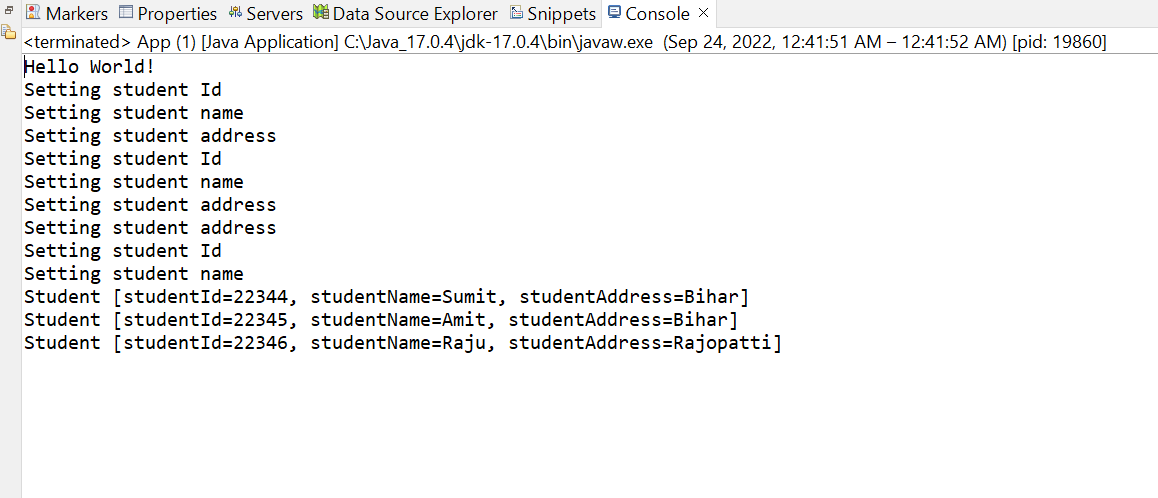 Markers Properties Servers Data Source Explorer Snippets Console
<terminated> App (1) [Java Application] C:\Java_17.0.4\jdk-17.0.4\bin\javaw.exe (Sep 24, 2022, 12:41:51 AM – 12:41:52 AM) [pid: 19860]
Hello World!
Setting student Id
Setting student name
Setting student address
Setting student Id
Setting student name
Setting student address
Setting student address
Setting student Id
Setting student name
Student [studentId=22344, studentName=Sumit, studentAddress=Bihar]
Student [studentId=22345, studentName=Amit, studentAddress=Bihar]
Student [studentId=22346, studentName=Raju, studentAddress=Rajopatti]